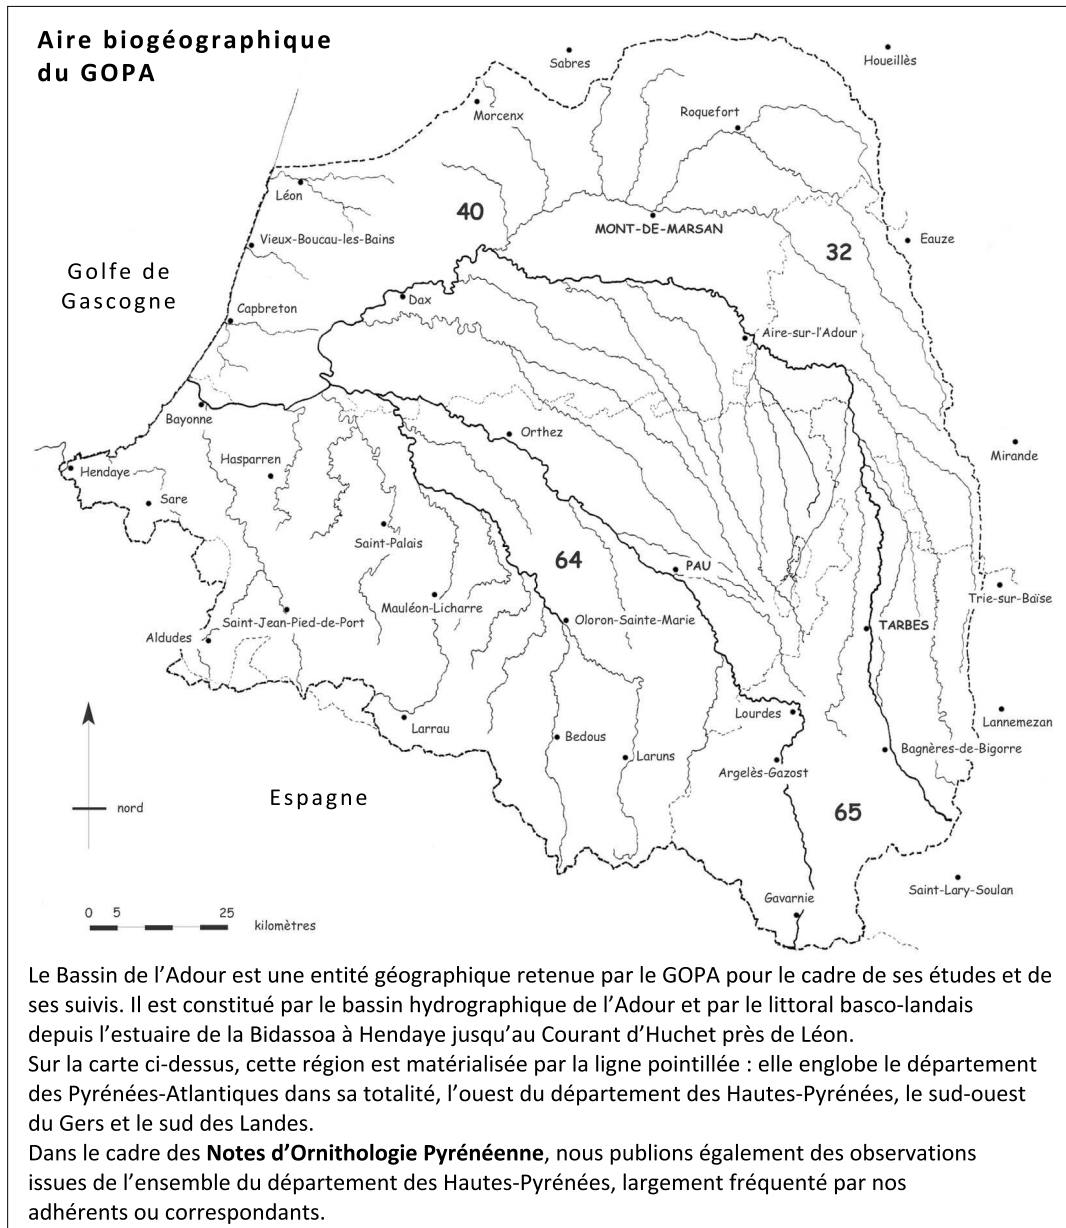 Aire biogéographique
du GOPA
Sabres
Houeillès
Morcenx
Roquefort
Léon
40
MONT-DE-MARSAN
32
Eauze
Vieux-Boucau-les-Bains
Golfe de
Gascogne
Capbreton
Dax
Aire-sur-l'Adour
Bayonne
Orthez
Mirande
Hendaye
Hasparren
Sare
Saint-Palais
64
PAU
Trie-sur-Baïse
Mauléon-Licharre
Saint-Jean-Pied-de-Port
Oloron-Sainte-Marie
TARBES
Aldudes
Larrau
Lourdes
Lannemezan
Bedous
Laruns
Bagnères-de-Bigorre
Argelès-Gazost
Espagne
nord
65
Saint-Lary-Soulan
Gavarnie
0 5 25
kilomètres
Le Bassin de l'Adour est une entité géographique retenue par le GOPA pour le cadre de ses études et de
ses suivis. Il est constitué par le bassin hydrographique de l'Adour et par le littoral basco-landais
depuis l'estuaire de la Bidassoa à Hendaye jusqu'au Courant d'Huchet près de Léon.
Sur la carte ci-dessus, cette région est matérialisée par la ligne pointillée : elle englobe le département
des Pyrénées-Atlantiques dans sa totalité, l'ouest du département des Hautes-Pyrénées, le sud-ouest
du Gers et le sud des Landes.
Dans le cadre des Notes d'Ornithologie Pyrénéenne, nous publions également des observations
issues de l'ensemble du département des Hautes-Pyrénées, largement fréquenté par nos
adhérents ou correspondants.